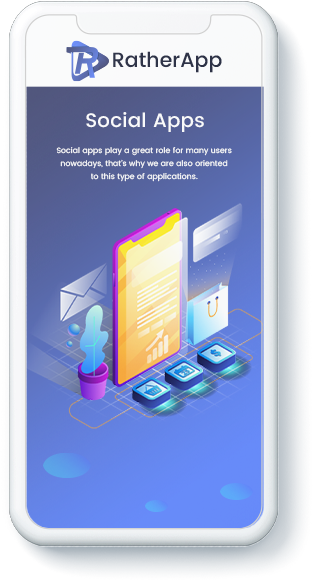 RatherApp
Social Apps
Social apps play a great role for many users
nowadays, that's why we are also oriented
to this type of applications.